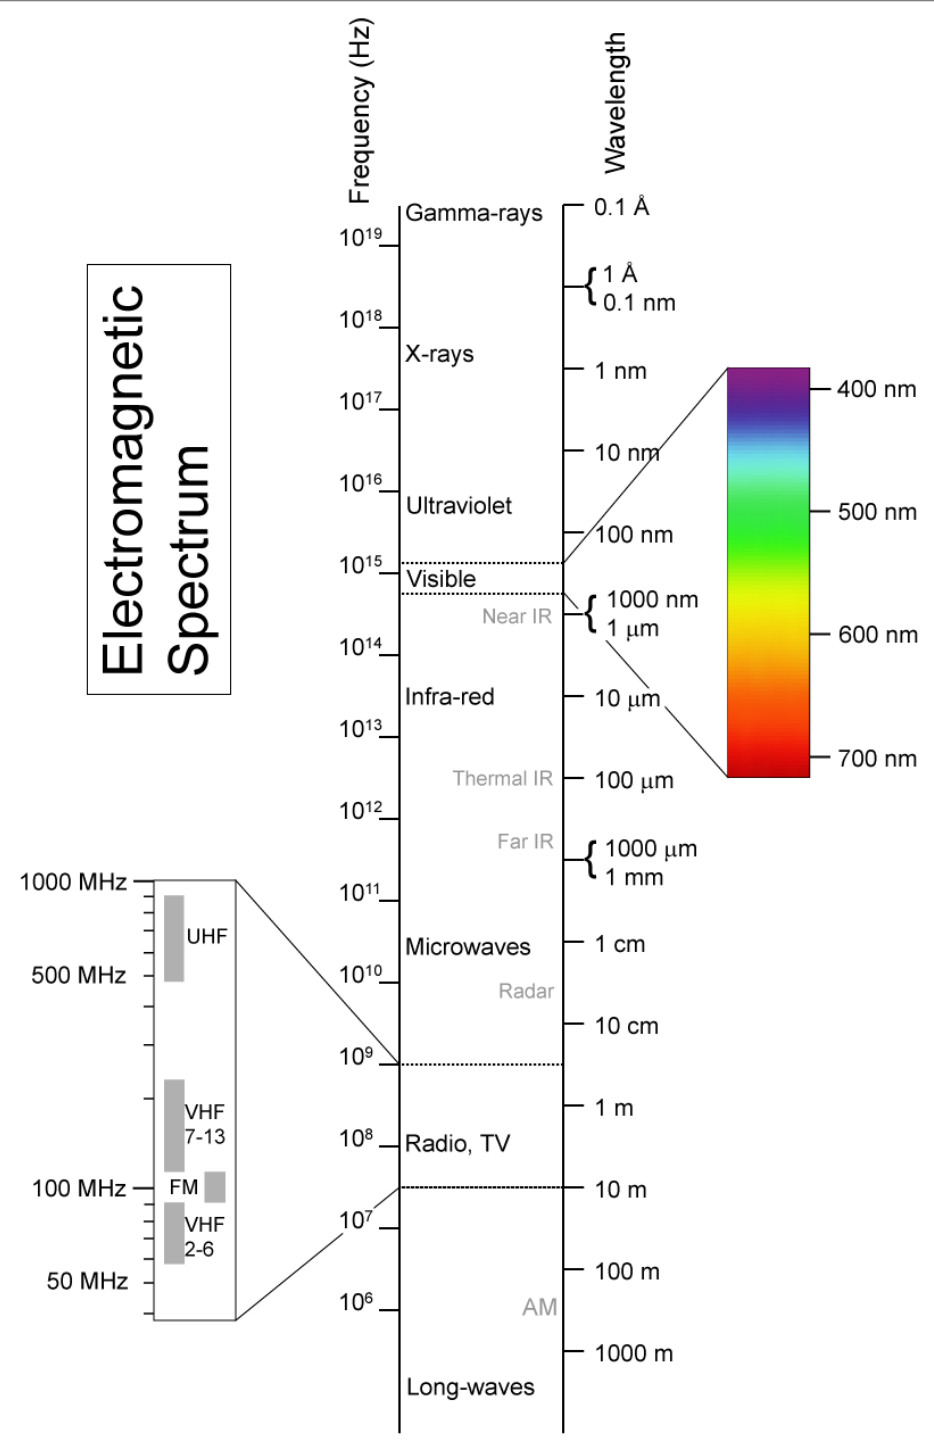 Electromagnetic
Spectrum
Frequency (Hz)
Wavelength
Gamma-rays
X-rays
Ultraviolet
Visible
Near IR
Infra-red
Thermal IR
Far IR
Microwaves
Radar
Radio, TV
AM
Long-waves
10¹⁹
10¹⁸
10¹⁷
10¹⁶
10¹⁵
10¹⁴
10¹³
10¹²
10¹¹
10¹⁰
10⁹
10⁸
10⁷
10⁶
0.1 Å
1 Å
0.1 nm
1 nm
10 nm
100 nm
1000 nm
1 μm
10 μm
100 μm
1000 μm
1 mm
1 cm
10 cm
1 m
10 m
100 m
1000 m
400 nm
500 nm
600 nm
700 nm
1000 MHz
500 MHz
100 MHz
50 MHz
UHF
VHF
7-13
FM
VHF
2-6